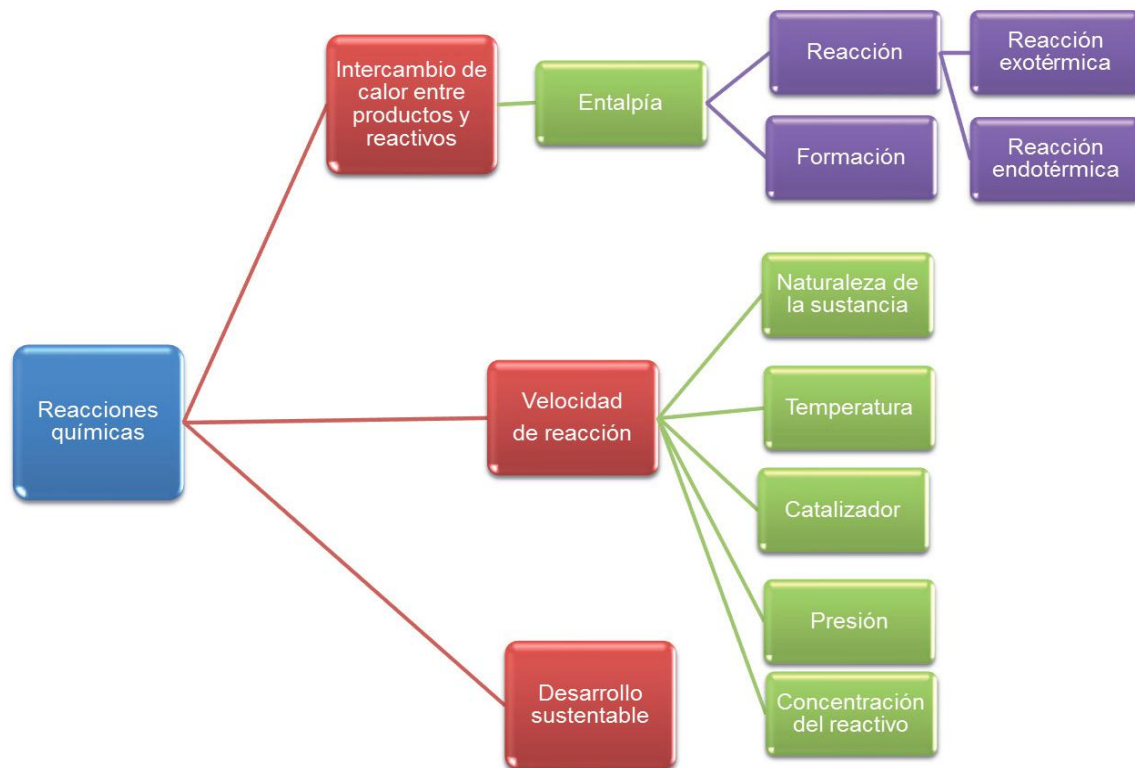 Intercambio de
calor entre
productos y
reactivos
Entalpía
Reacción
Reacción
exotérmica
Formación
Reacción
endotérmica
Reacciones
químicas
Velocidad
de reacción
Naturaleza de
la sustancia
Temperatura
Catalizador
Presión
Concentración
del reactivo
Desarrollo
sustentable